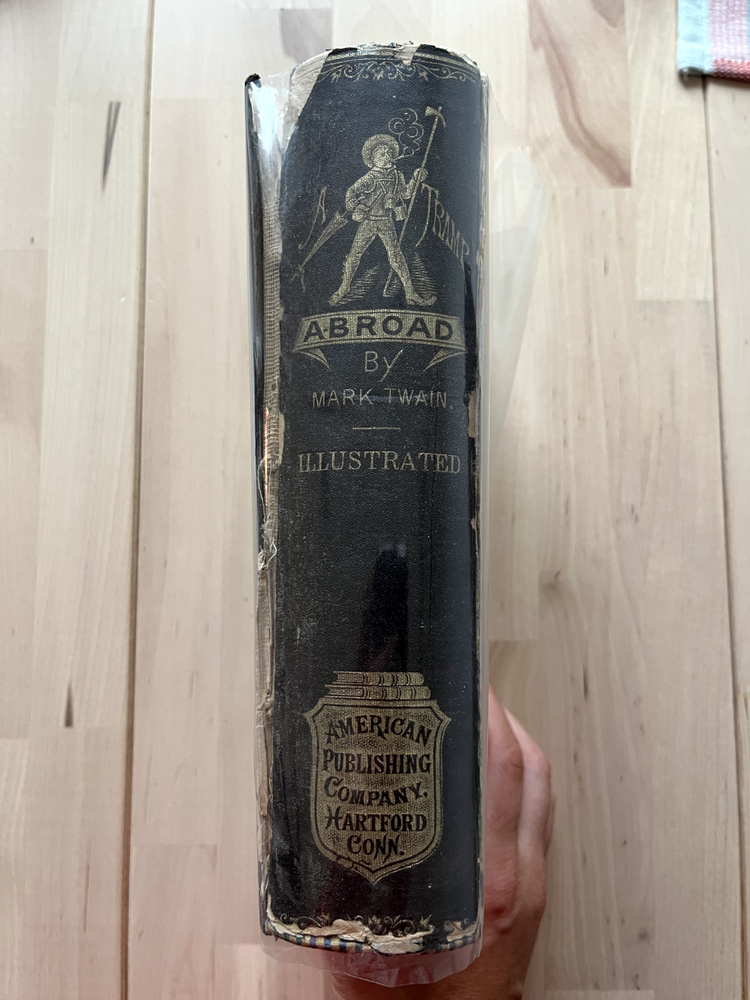 A TRAMP
ABROAD
By
MARK TWAIN.
ILLUSTRATED
AMERICAN
PUBLISHING
COMPANY,
HARTFORD
CONN.